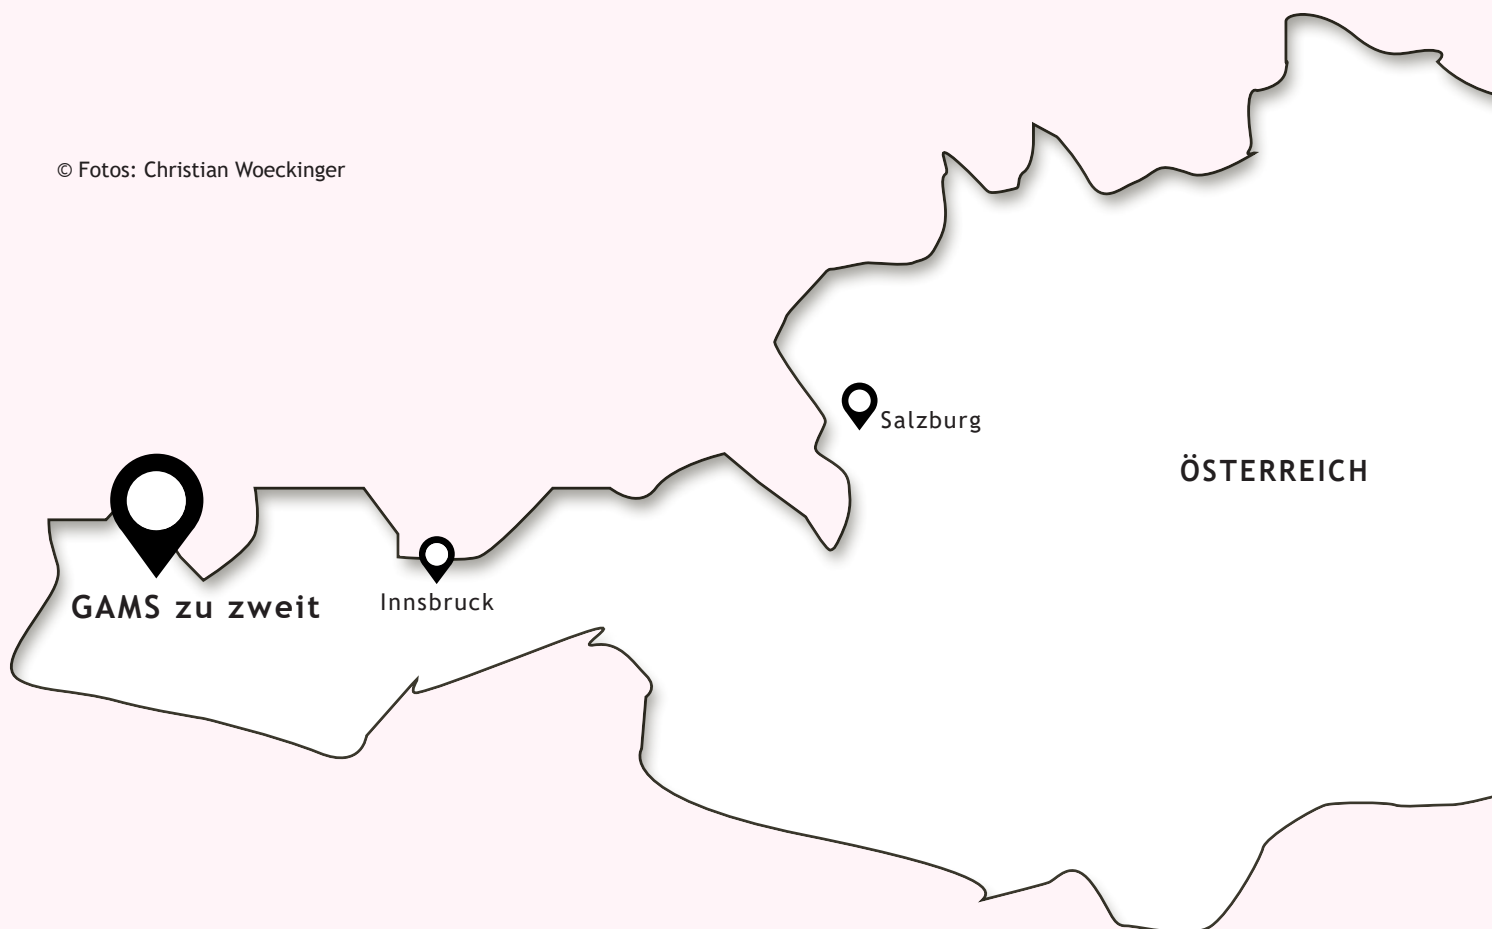 © Fotos: Christian Woeckinger
Salzburg
ÖSTERREICH
GAMS zu zweit
Innsbruck